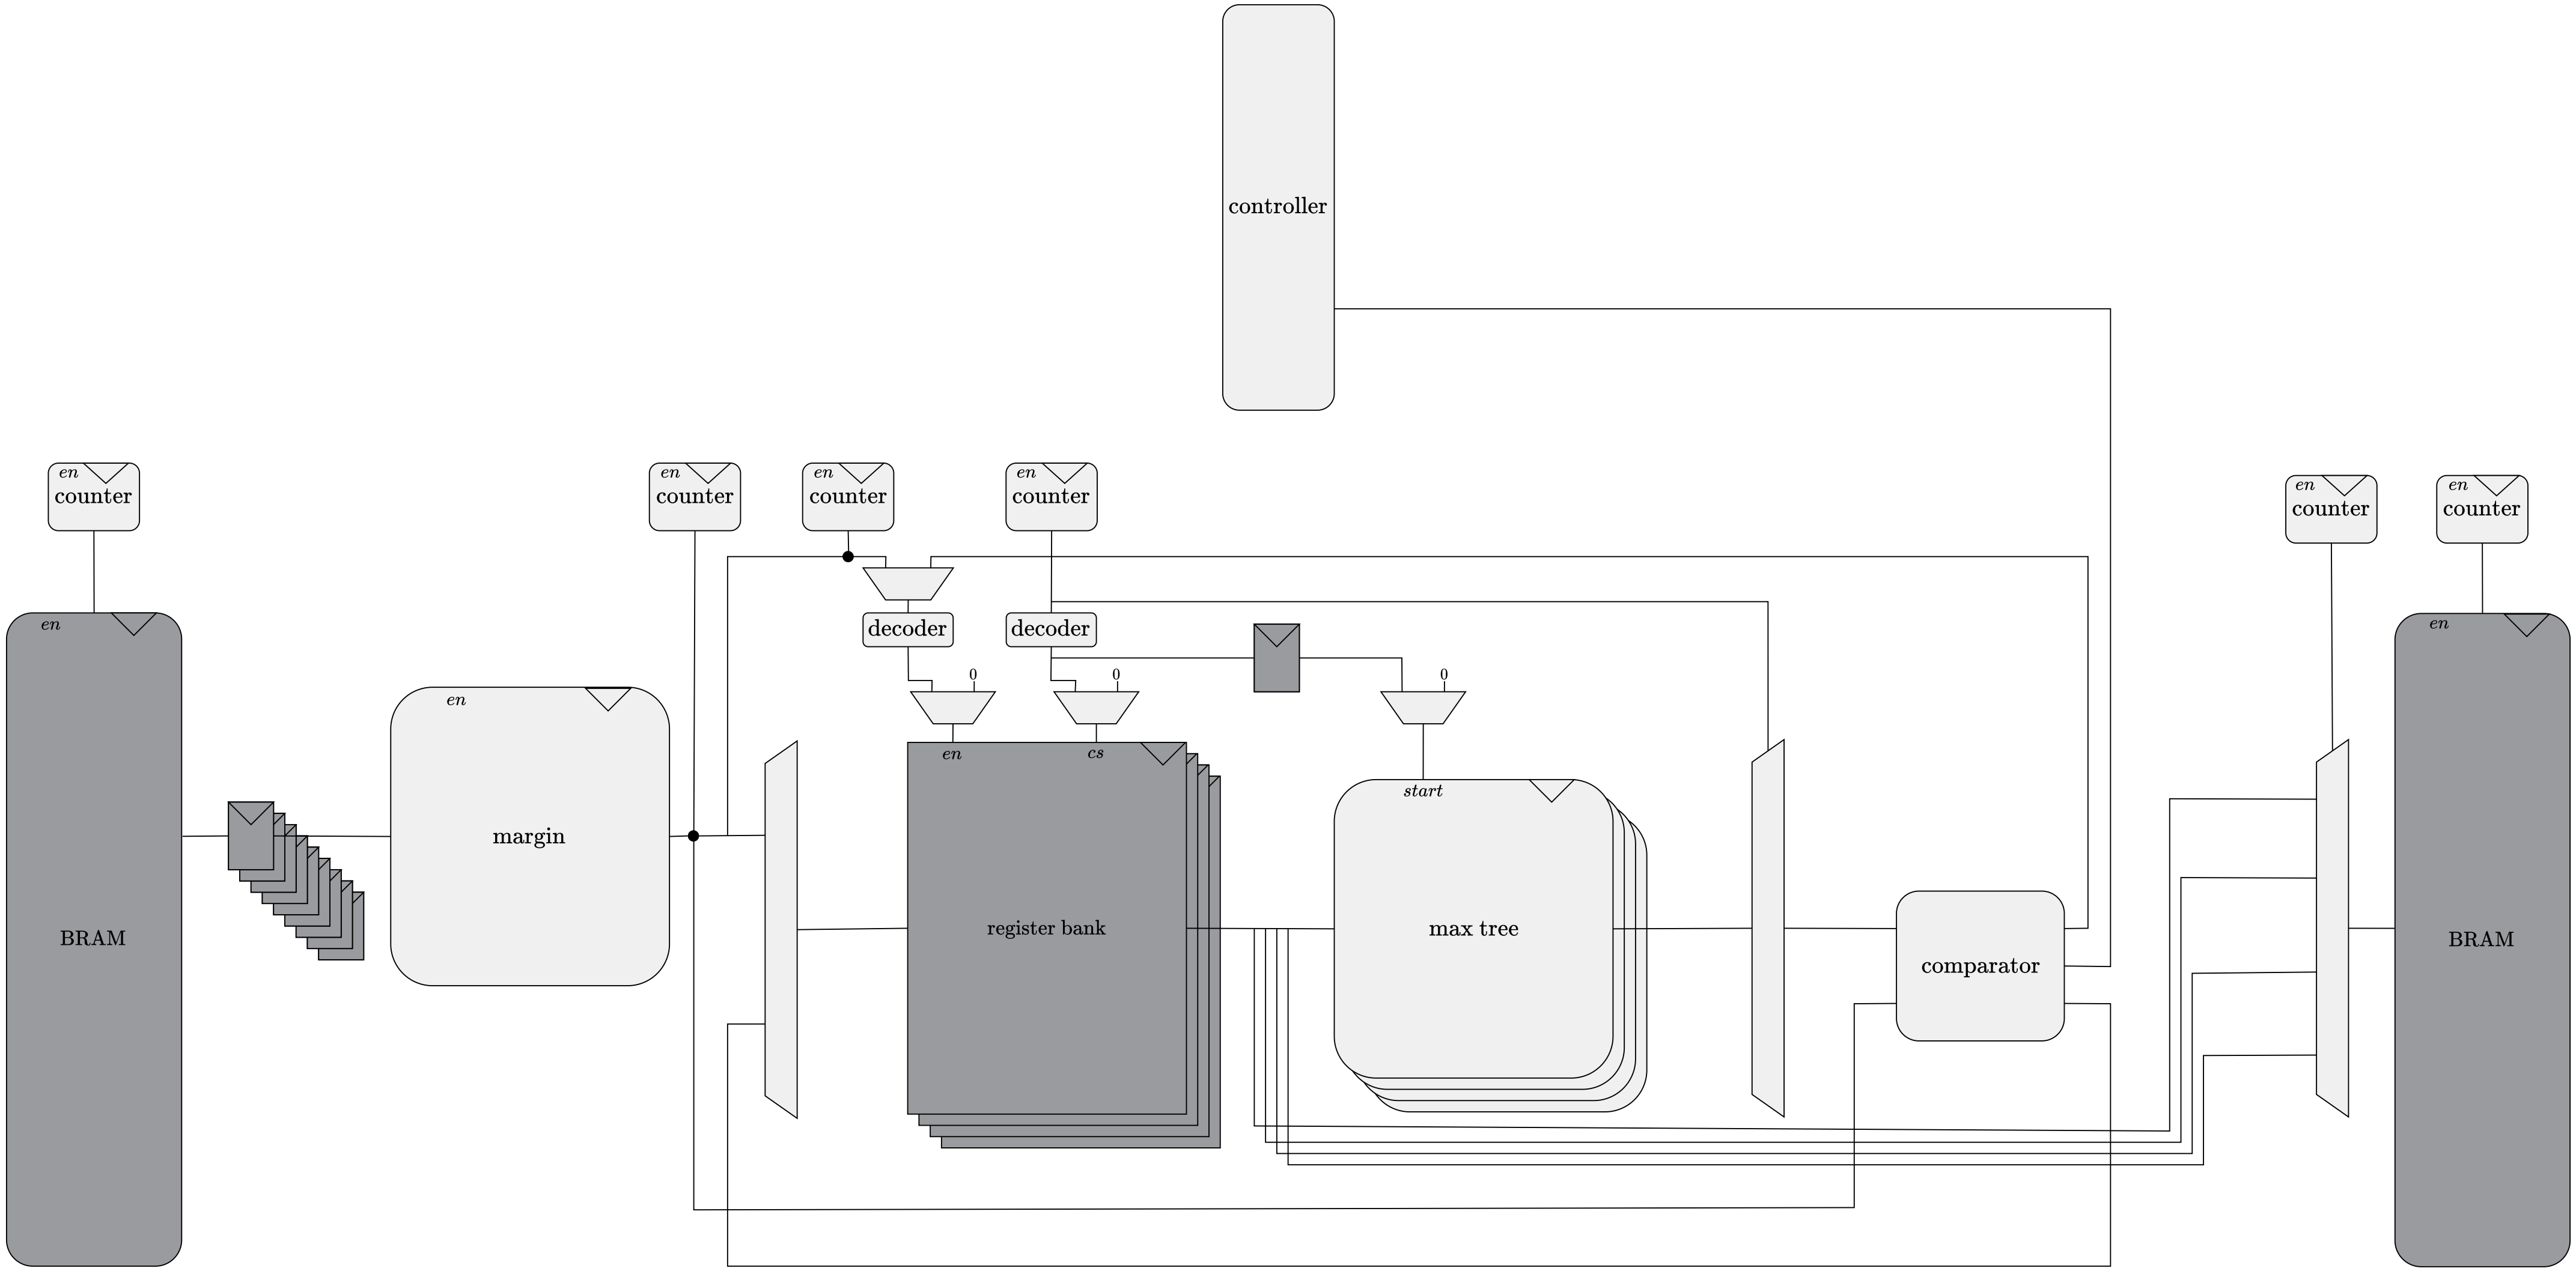 controller
en
counter
en
counter
en
counter
en
counter
en
counter
en
counter
decoder
decoder
en
en
0
0
0
en
en
cs
start
margin
register bank
max tree
BRAM
comparator
BRAM